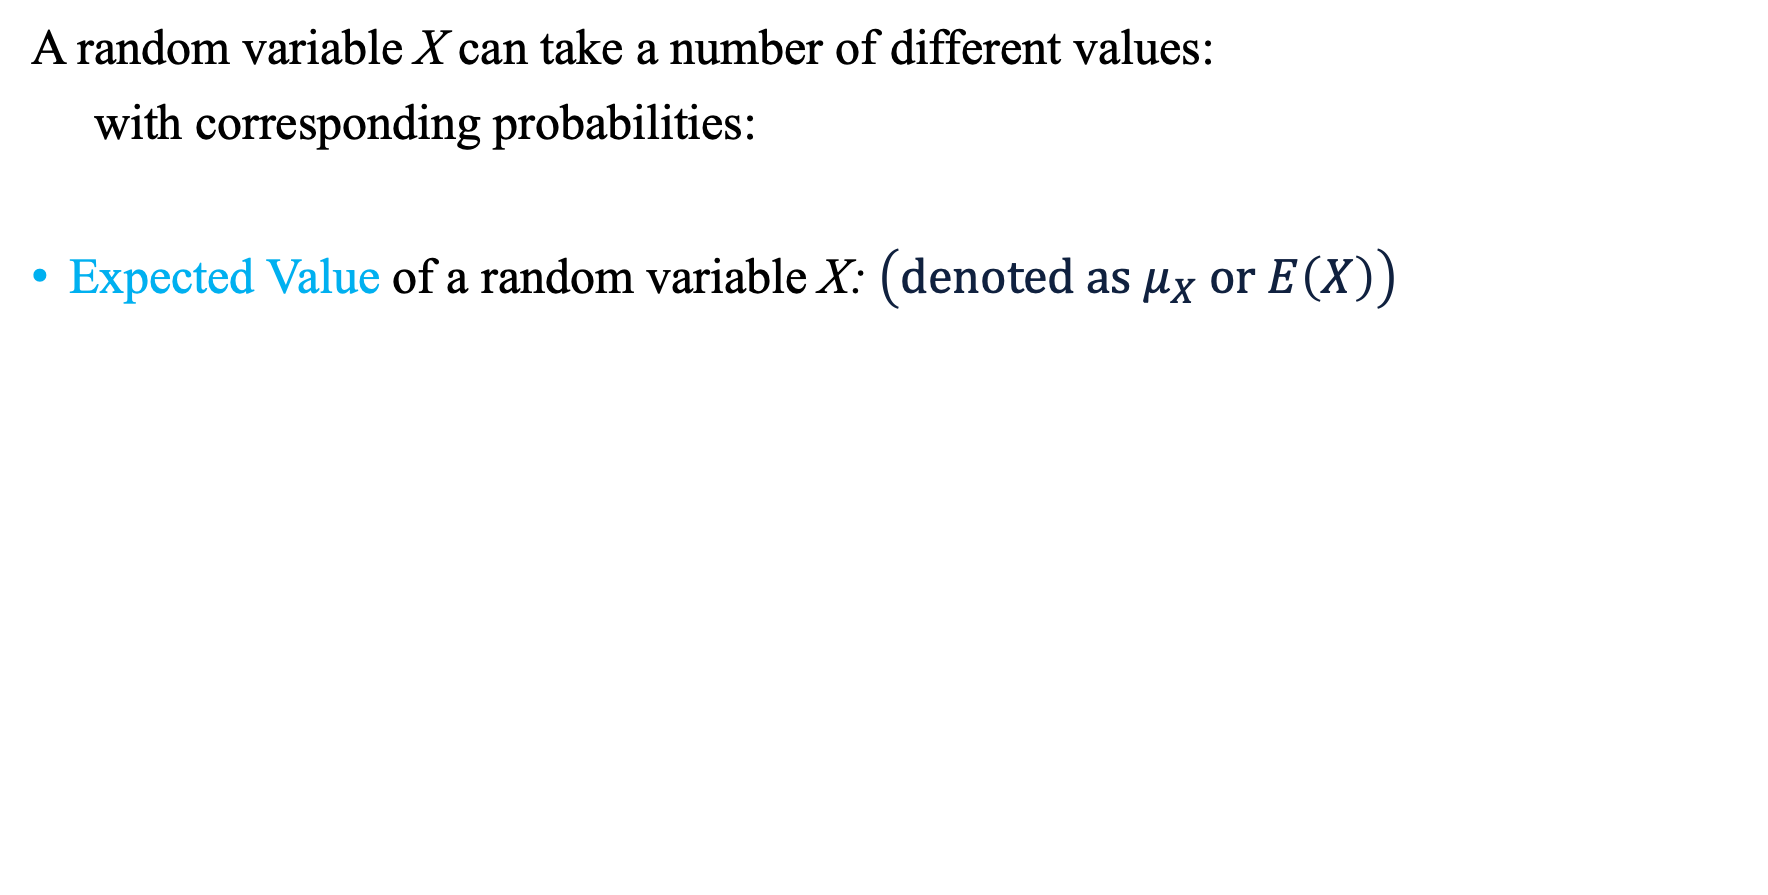 A random variable X can take a number of different values:
with corresponding probabilities:
• Expected Value of a random variable X: (denoted as μ_X or E(X))